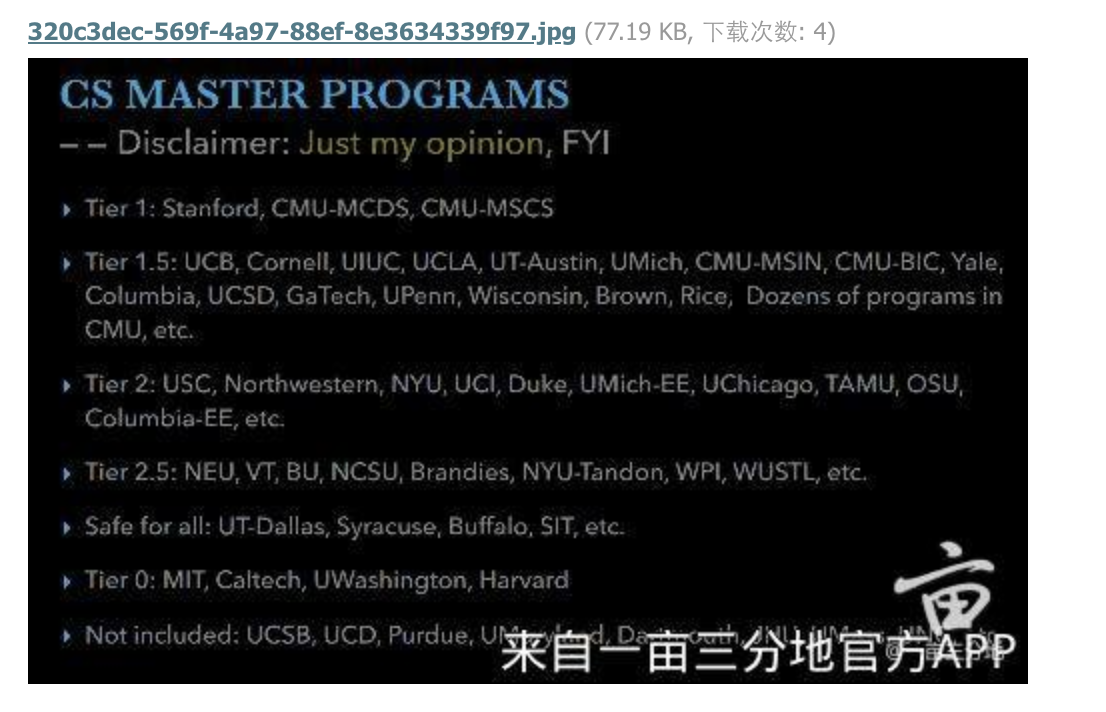 320c3dec-569f-4a97-88ef-8e3634339f97.jpg (77.19 KB, 下载次数: 4)
CS MASTER PROGRAMS
– – Disclaimer: Just my opinion, FYI
Tier 1: Stanford, CMU-MCDS, CMU-MSCS
Tier 1.5: UCB, Cornell, UIUC, UCLA, UT-Austin, UMich, CMU-MSIN, CMU-BIC, Yale,
Columbia, UCSD, GaTech, UPenn, Wisconsin, Brown, Rice, Dozens of programs in
CMU, etc.
Tier 2: USC, Northwestern, NYU, UCI, Duke, UMich-EE, UChicago, TAMU, OSU,
Columbia-EE, etc.
Tier 2.5: NEU, VT, BU, NCSU, Brandies, NYU-Tandon, WPI, WUSTL, etc.
Safe for all: UT-Dallas, Syracuse, Buffalo, SIT, etc.
Tier 0: MIT, Caltech, UWashington, Harvard
亩
Not included: UCSB, UCD, Purdue,
来自一亩三分地官方APP